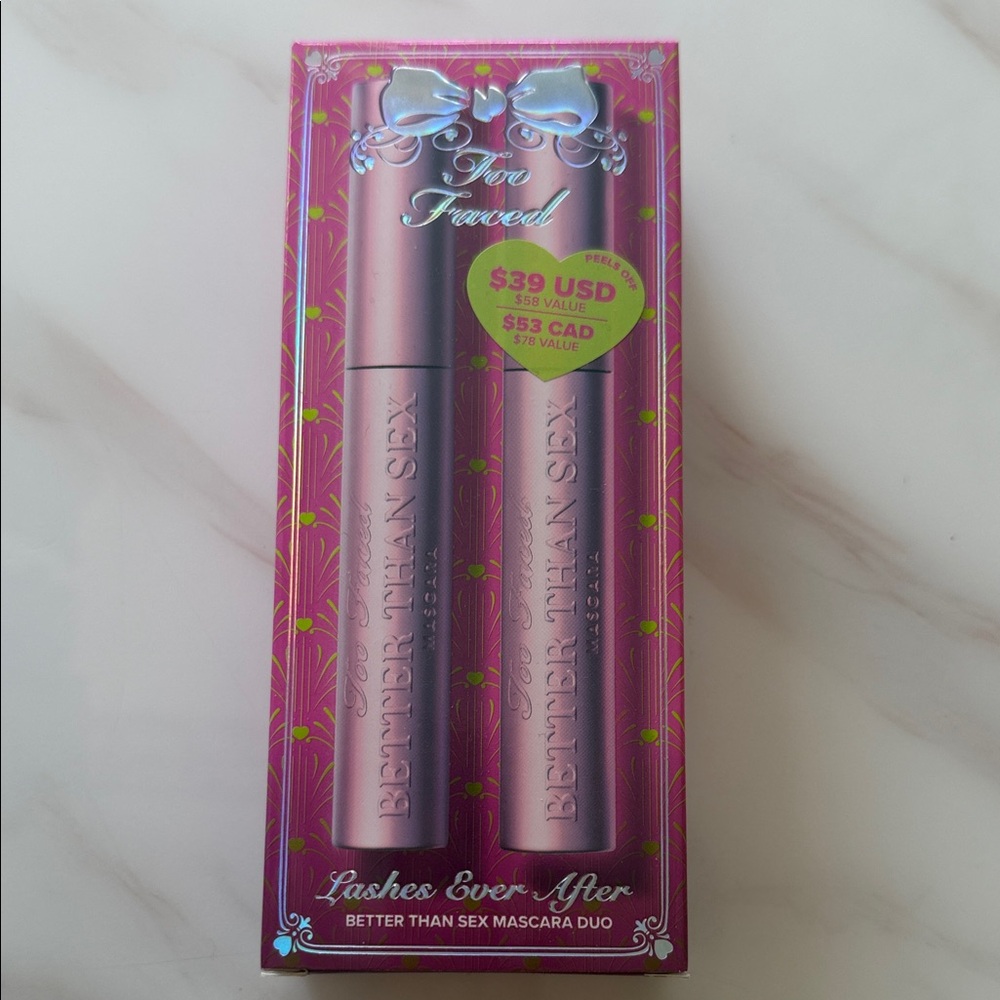 Too
Faced
PEELS OFF
$39 USD
$58 VALUE
$53 CAD
$78 VALUE
Too Faced
BETTER THAN SEX
MASCARA
Too Faced
BETTER THAN SEX
MASCARA
Lashes Ever After
BETTER THAN SEX MASCARA DUO